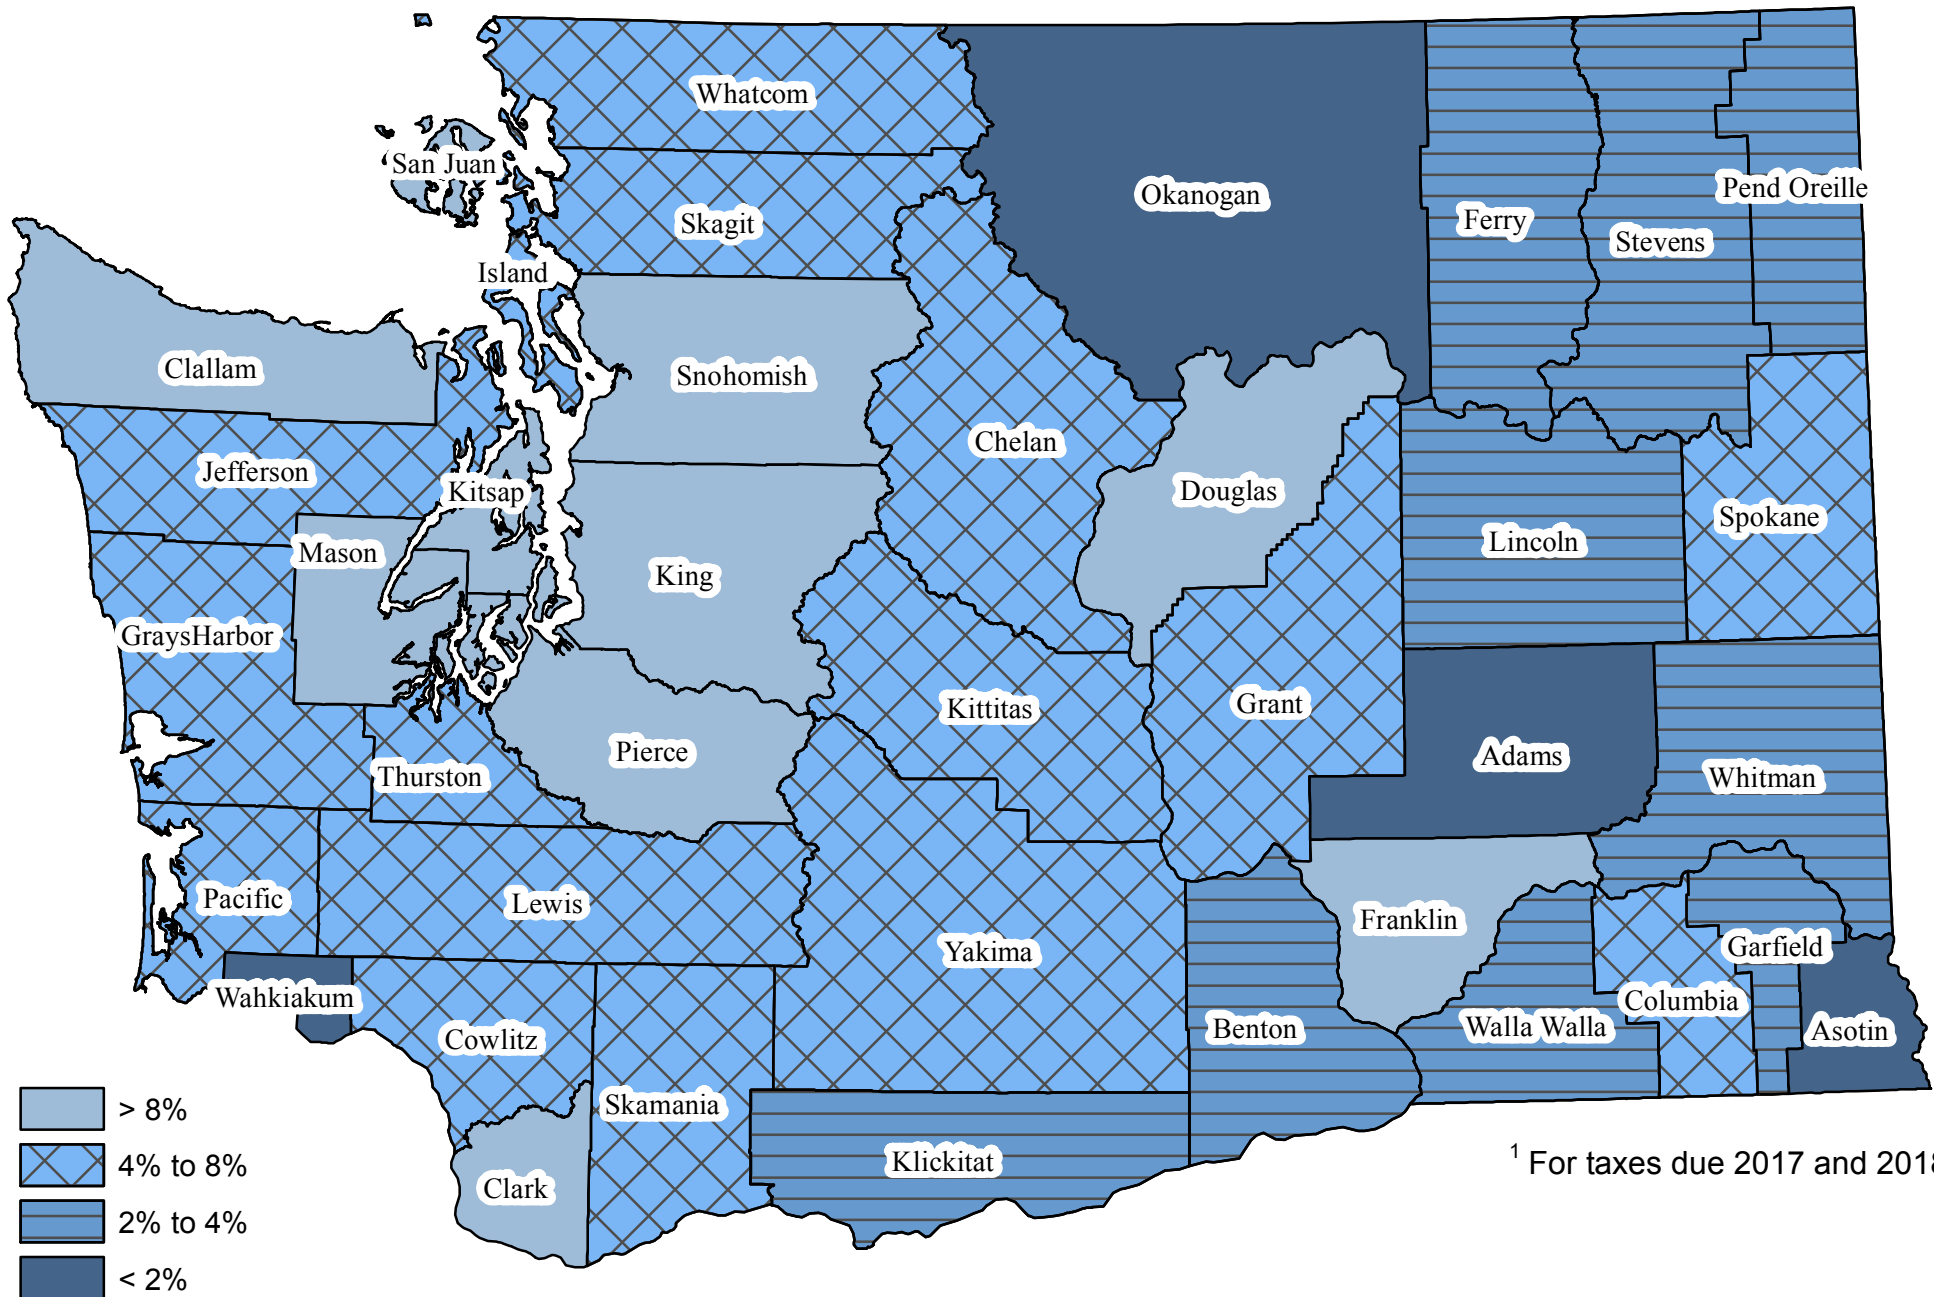 Whatcom
San Juan
Okanogan
Pend Oreille
Skagit
Ferry
Stevens
Island
Clallam
Snohomish
Chelan
Jefferson
Kitsap
Douglas
Spokane
Lincoln
Mason
King
GraysHarbor
Grant
Kittitas
Pierce
Adams
Thurston
Whitman
Pacific
Lewis
Franklin
Garfield
Yakima
Wahkiakum
Columbia
Walla Walla
Benton
Asotin
Cowlitz
Skamania
> 8%
4% to 8%
Klickitat
1 For taxes due 2017 and 2018
Clark
2% to 4%
< 2%